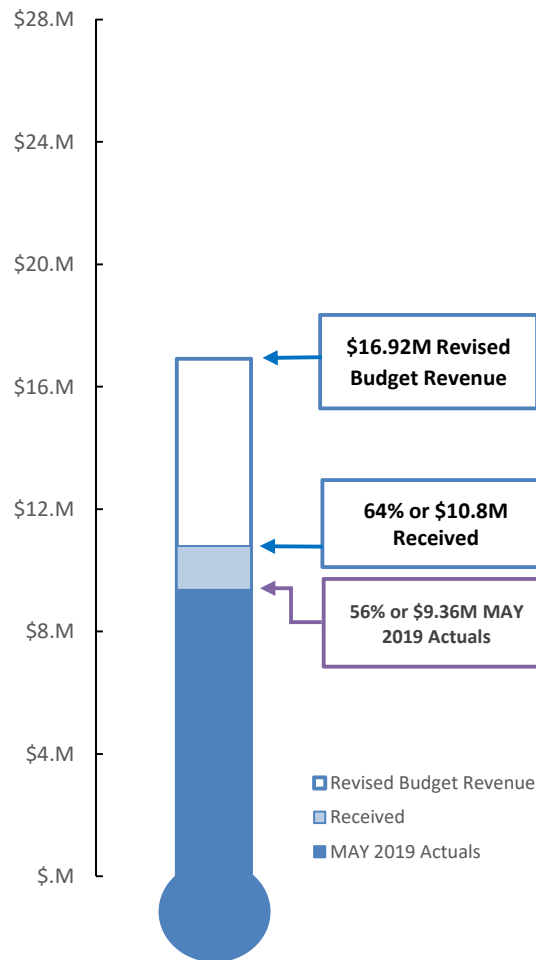 $28.M
$24.M
$20.M
$16.M
$12.M
$8.M
$4.M
$.M
$16.92M Revised
Budget Revenue
64% or $10.8M
Received
56% or $9.36M MAY
2019 Actuals
Revised Budget Revenue
Received
MAY 2019 Actuals